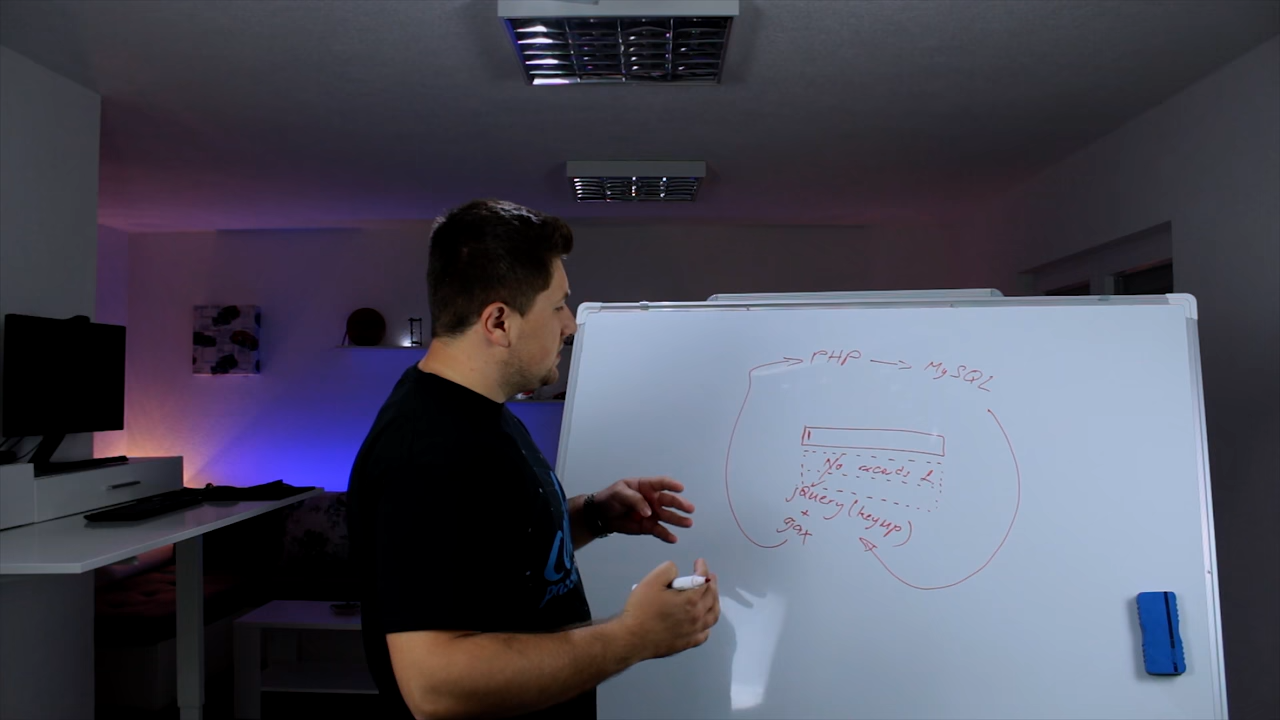 PHP → MySQL
No records
jQuery (keyup)
+
ajax